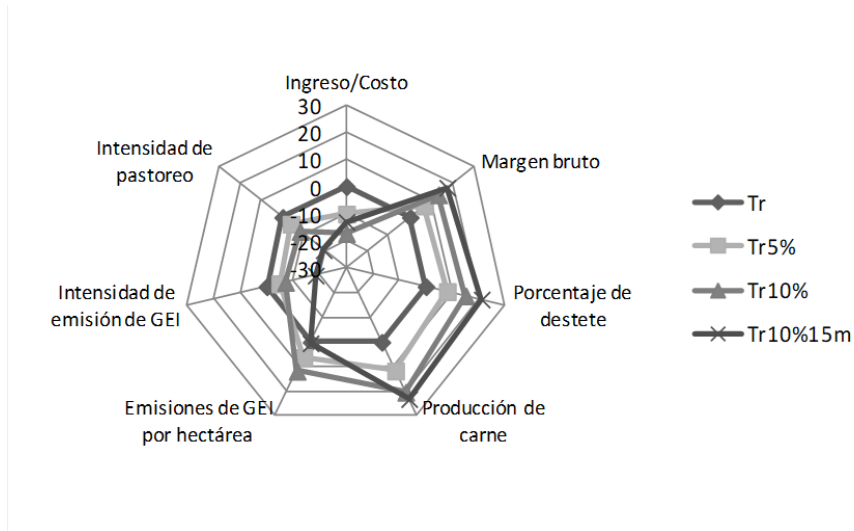 Ingreso/Costo
30
20
10
0
-10
-20
-30
Margen bruto
Porcentaje de
destete
Producción de
carne
Emisiones de GEI
por hectárea
Intensidad de
emisión de GEI
Intensidad de
pastoreo
Tr
Tr5%
Tr10%
Tr10%15m